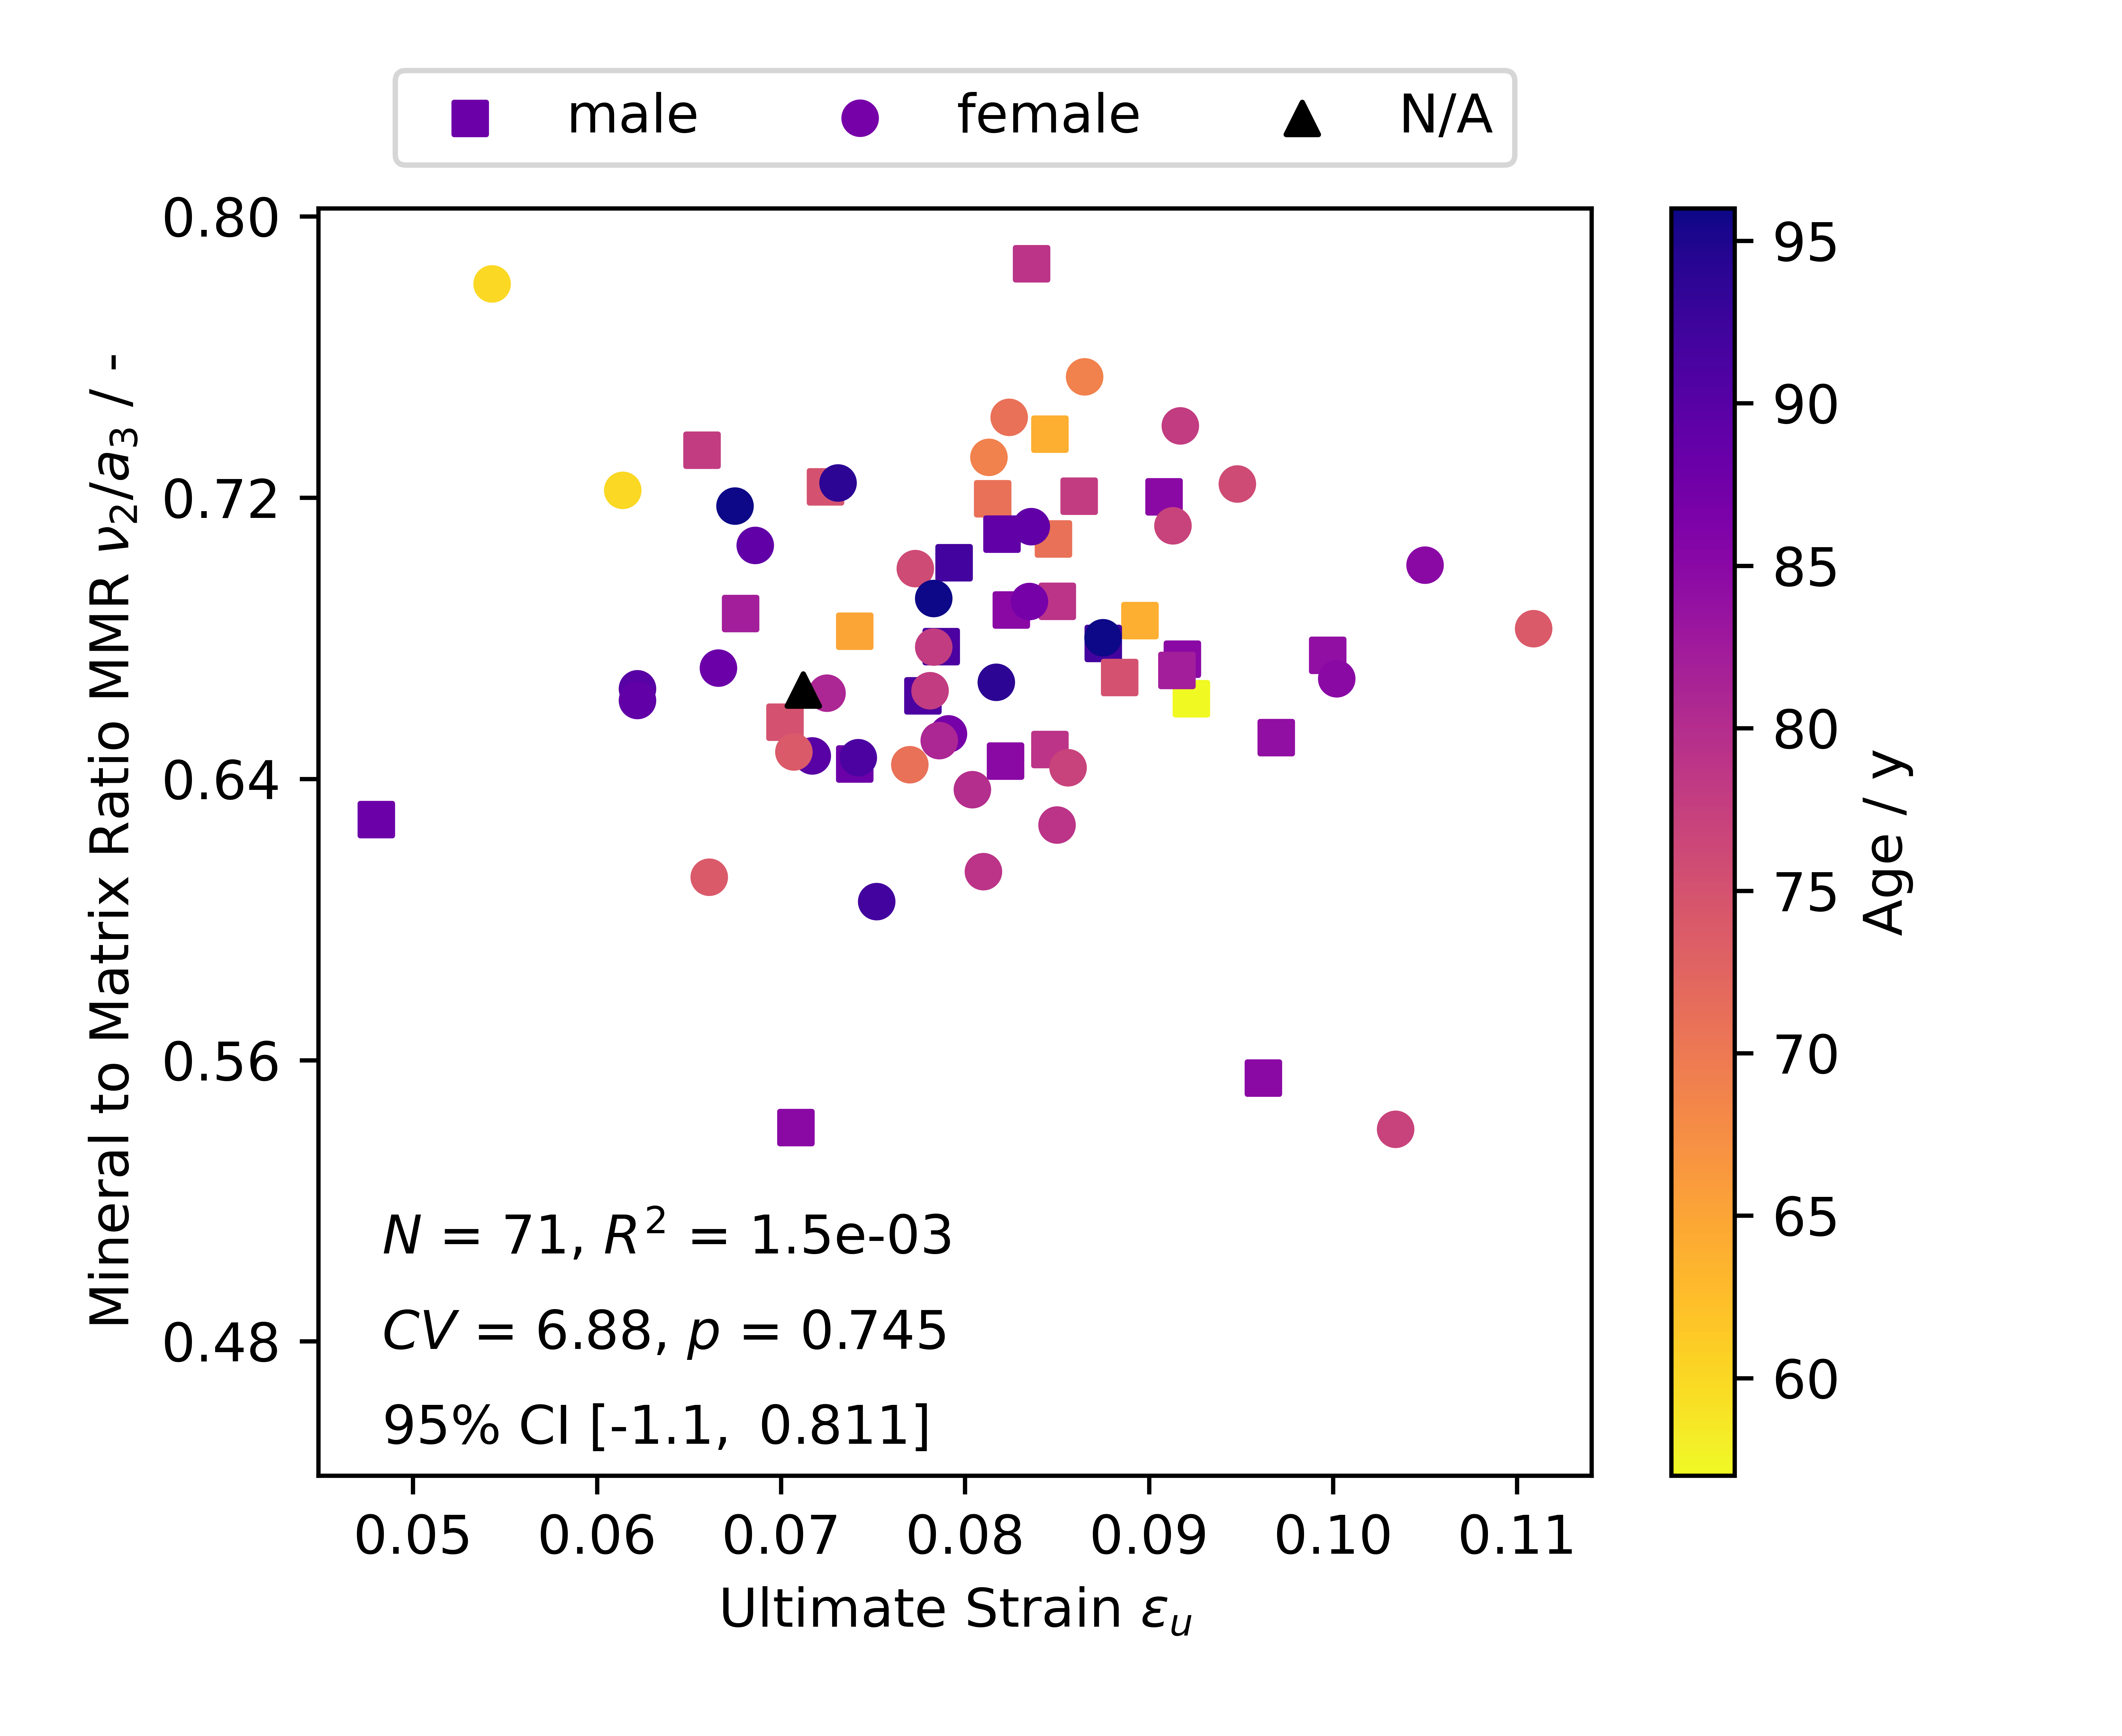 male female N/A
Mineral to Matrix Ratio MMR ν₂/a₃ / -
0.80
0.72
0.64
0.56
0.48
N = 71, R² = 1.5e-03
CV = 6.88, p = 0.745
95% CI [-1.1, 0.811]
0.05 0.06 0.07 0.08 0.09 0.10 0.11
Ultimate Strain εᵤ
95
90
85
80
75
70
65
60
Age / y